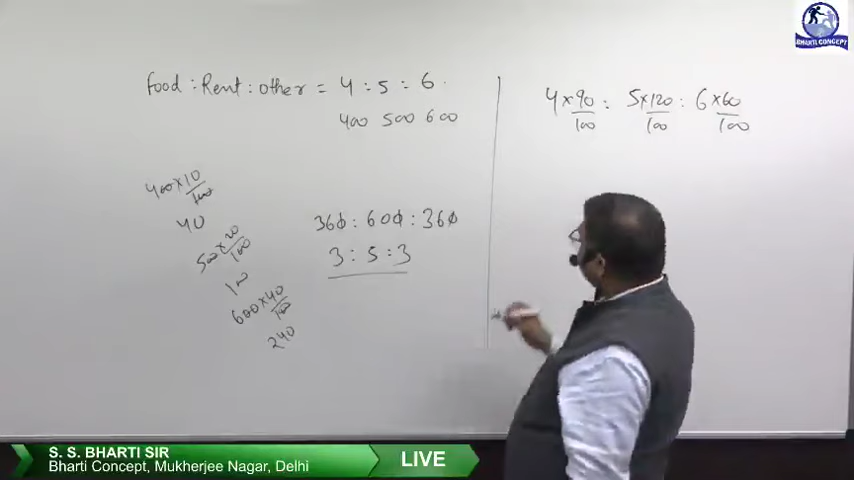 food : Rent : other = 4 : 5 : 6
400 500 600
400×10/100
40
500×20/100
100
600×40/100
240
360 : 600 : 360
3 : 5 : 3
4×90/100 : 5×120/100 : 6×60/100
BHARTI CONCEPT
S. S. BHARTI SIR
Bharti Concept, Mukherjee Nagar, Delhi
LIVE